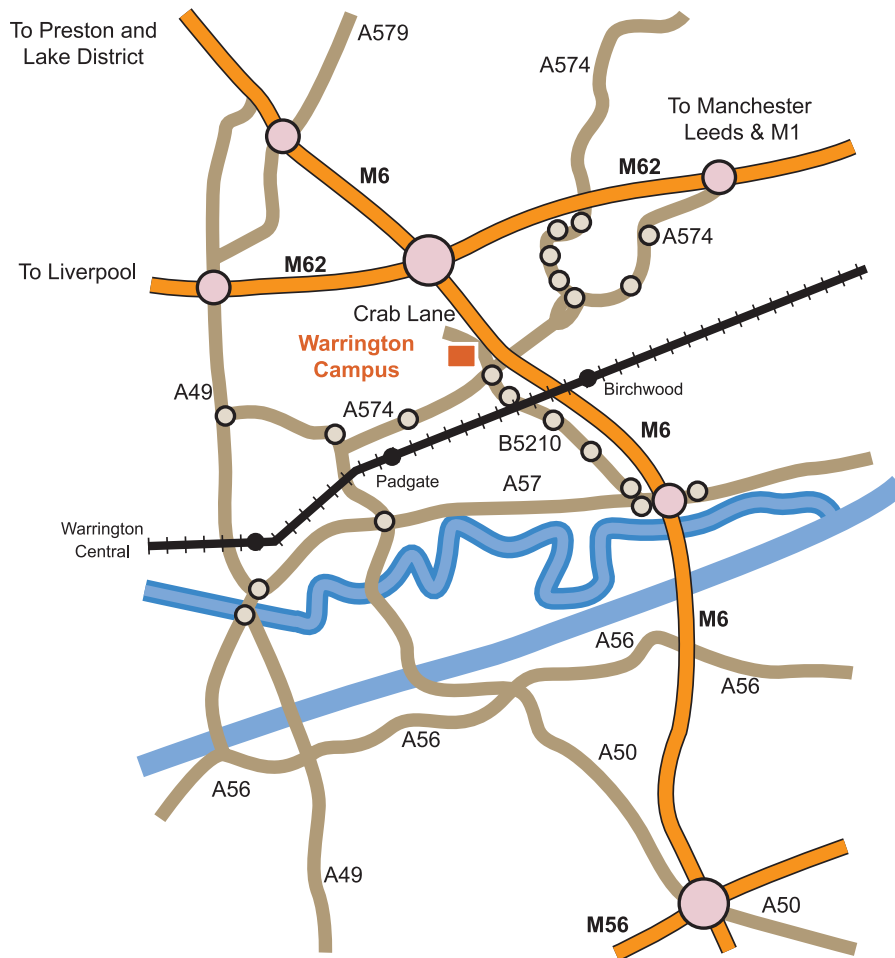 To Preston and
Lake District
A579
A574
To Manchester
Leeds & M1
M6
M62
A574
To Liverpool
M62
Crab Lane
Warrington
Campus
Birchwood
A49
A574
M6
B5210
Padgate
A57
Warrington
Central
M6
A56
A56
A56
A50
A56
A49
M56
A50